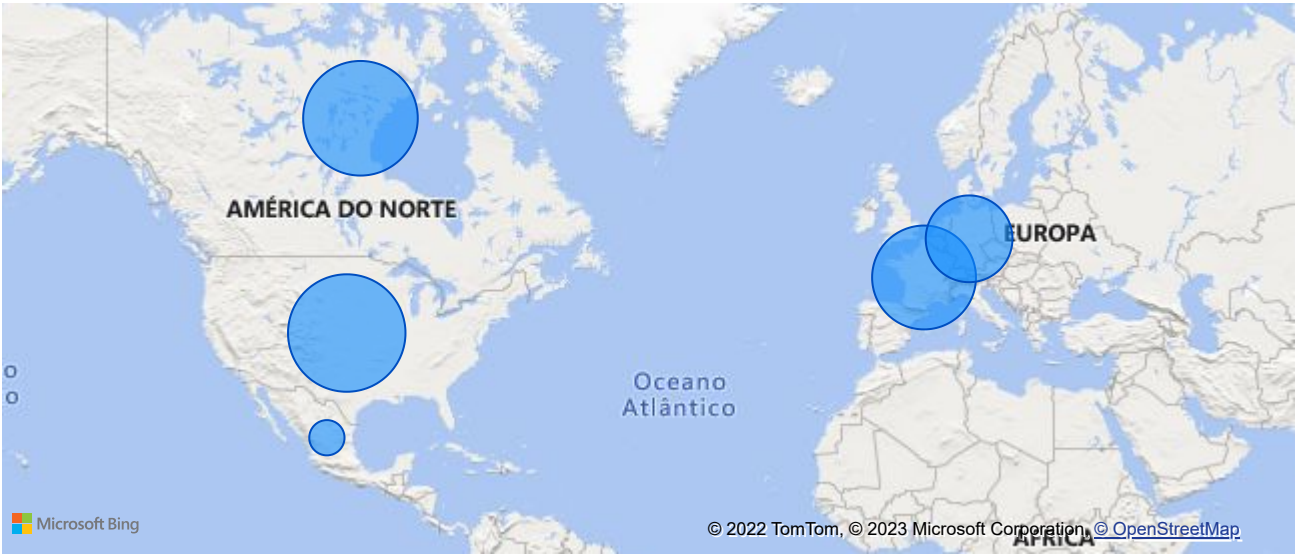 AMÉRICA DO NORTE
EUROPA
Oceano
Atlântico
o
o
Microsoft Bing
© 2022 TomTom, © 2023 Microsoft Corporation, © OpenStreetMap
ÁFRICA